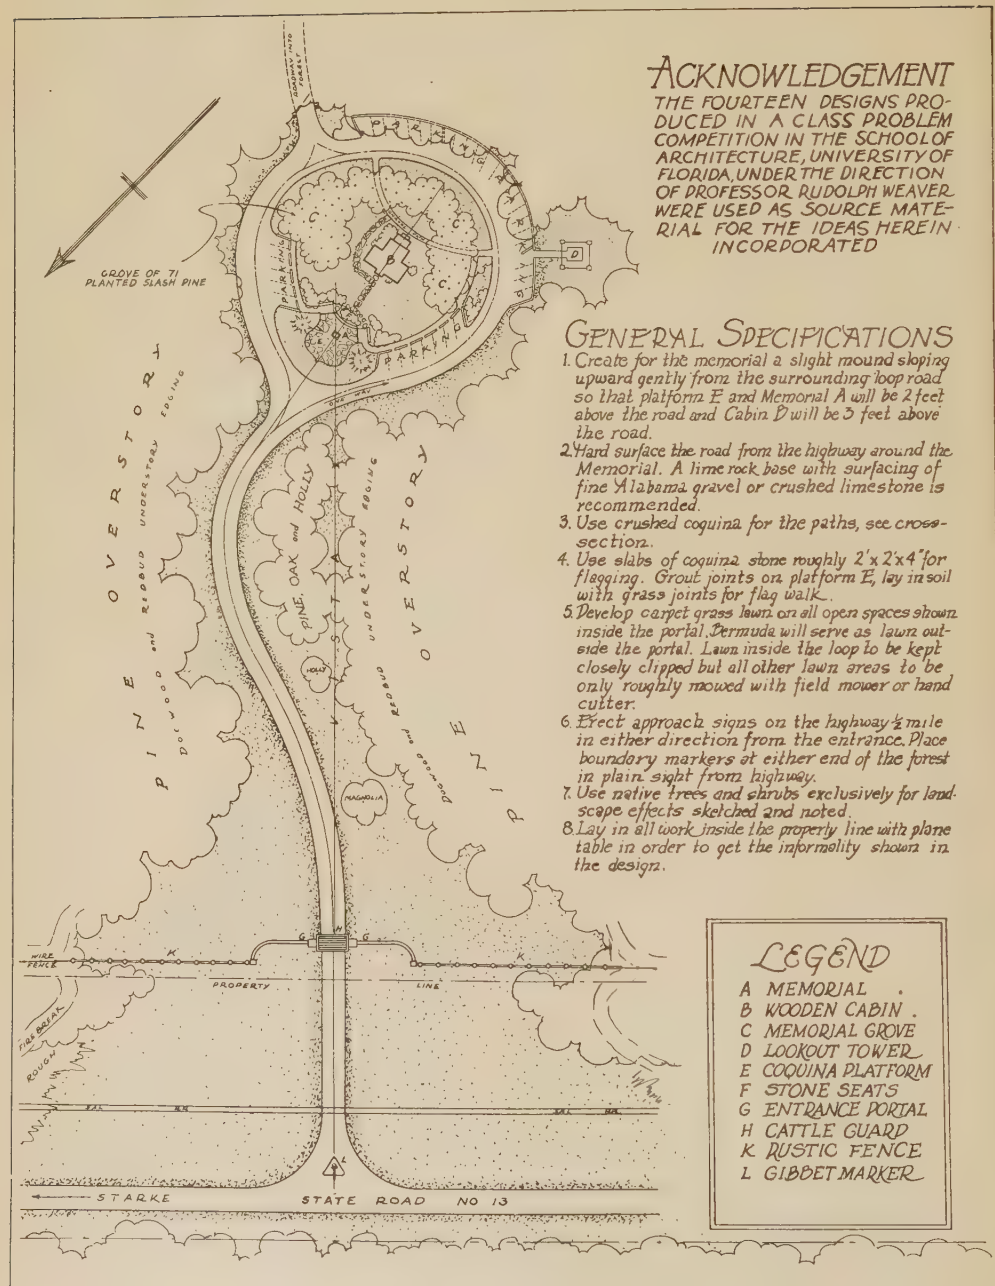 ROADWAY INTO
FOREST
PARKING
PARKING
GROVE OF 71
PLANTED SLASH PINE
C
C
C
B
D
PARKING
PARKING
ONE WAY
PINE OVERSTORY
DOGWOOD and REDBUD UNDERSTORY EDGING
PINE, OAK and HOLLY
VISTA
HOLLY
DOGWOOD and REDBUD UNDERSTORY EDGING
PINE OVERSTORY
MAGNOLIA
H
G
G
K
K
WIRE
FENCE
PROPERTY LINE
FIRE BREAK
ROUGH
SAL RR
SAL RR
L
STARKE
STATE ROAD NO 13
ACKNOWLEDGEMENT
THE FOURTEEN DESIGNS PRO-
DUCED IN A CLASS PROBLEM
COMPETITION IN THE SCHOOL OF
ARCHITECTURE, UNIVERSITY OF
FLORIDA, UNDER THE DIRECTION
OF PROFESSOR RUDOLPH WEAVER
WERE USED AS SOURCE MATE-
RIAL FOR THE IDEAS HEREIN
INCORPORATED
GENERAL SPECIFICATIONS
1. Create for the memorial a slight mound sloping
upward gently from the surrounding loop road
so that platform E and Memorial A will be 2 feet
above the road and Cabin D will be 3 feet above
the road.
2. Hard surface the road from the highway around the
Memorial. A lime rock base with surfacing of
fine Alabama gravel or crushed limestone is
recommended.
3. Use crushed coquina for the paths, see cross-
section.
4. Use slabs of coquina stone roughly 2'x2'x4" for
flagging. Grout joints on platform E, lay in soil
with grass joints for flag walk.
5. Develop carpet grass lawn on all open spaces shown
inside the portal. Bermuda will serve as lawn out-
side the portal. Lawn inside the loop to be kept
closely clipped but all other lawn areas to be
only roughly mowed with field mower or hand
cutter.
6. Erect approach signs on the highway ½ mile
in either direction from the entrance. Place
boundary markers at either end of the forest
in plain sight from highway.
7. Use native trees and shrubs exclusively for land-
scape effects sketched and noted.
8. Lay in all work inside the property line with plane
table in order to get the informality shown in
the design.
LEGEND
A MEMORIAL
B WOODEN CABIN
C MEMORIAL GROVE
D LOOKOUT TOWER
E COQUINA PLATFORM
F STONE SEATS
G ENTRANCE PORTAL
H CATTLE GUARD
K RUSTIC FENCE
L GIBBET MARKER